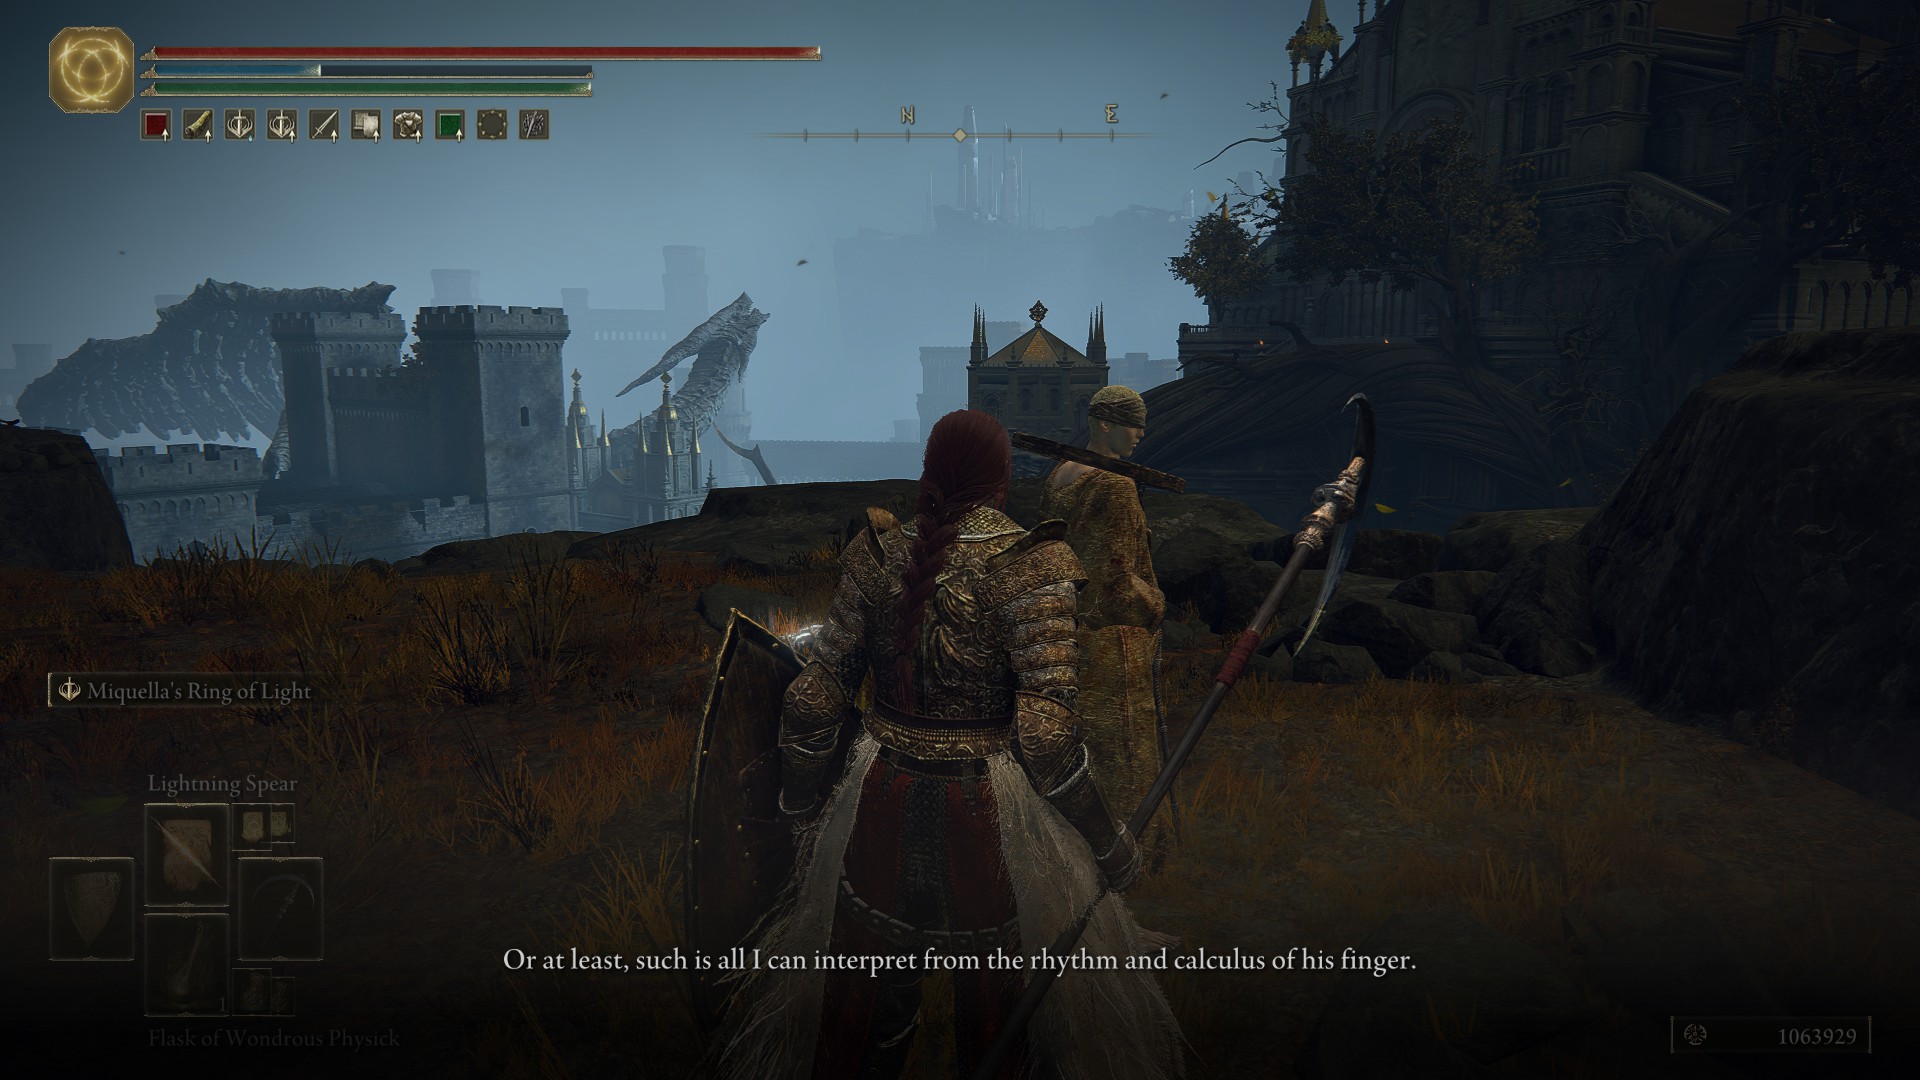 N
E
Miquella's Ring of Light
Lightning Spear
1
Flask of Wondrous Physick
Or at least, such is all I can interpret from the rhythm and calculus of his finger.
1063929